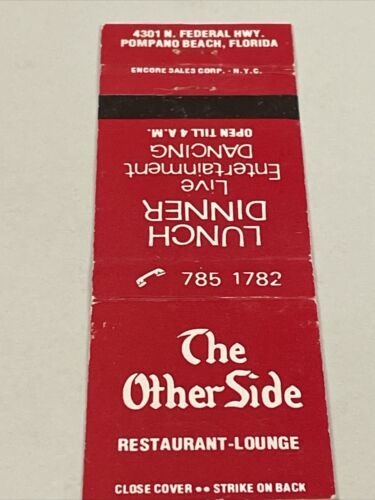 4301 N. FEDERAL HWY.
POMPANO BEACH, FLORIDA
ENCORE SALES CORP. - N.Y.C.
LUNCH
DINNER
Live
Entertainment
DANCING
OPEN TILL 4 A.M.
785 1782
The
Other Side
RESTAURANT-LOUNGE
CLOSE COVER •• STRIKE ON BACK